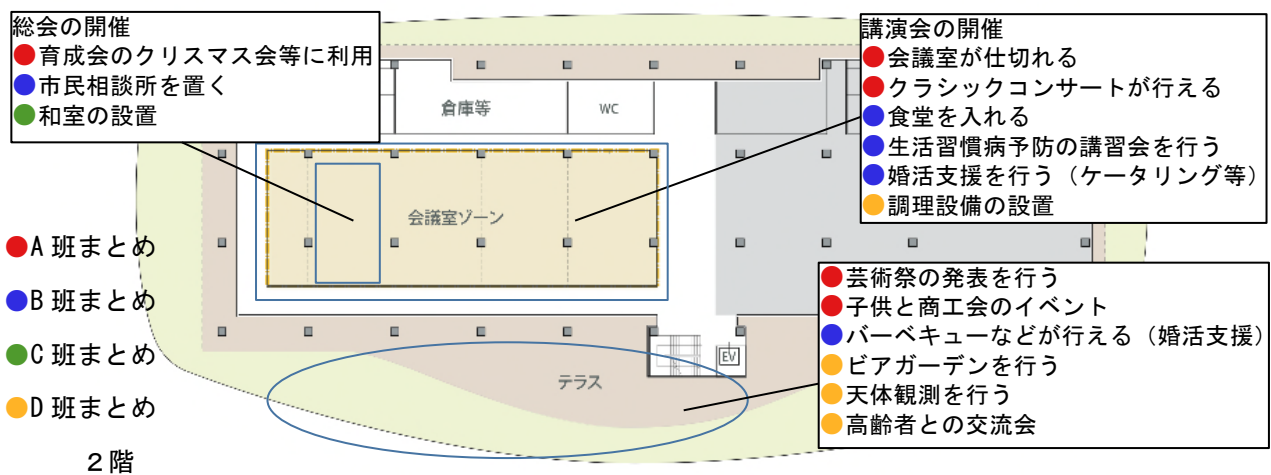 総会の開催
●育成会のクリスマス会等に利用
●市民相談所を置く
●和室の設置
講演会の開催
●会議室が仕切れる
●クラシックコンサートが行える
●食堂を入れる
●生活習慣病予防の講習会を行う
●婚活支援を行う（ケータリング等）
●調理設備の設置
倉庫等
WC
会議室ゾーン
●A 班まとめ
●B 班まとめ
●C 班まとめ
●D 班まとめ
●芸術祭の発表を行う
●子供と商工会のイベント
●バーベキューなどが行える（婚活支援）
●ビアガーデンを行う
●天体観測を行う
●高齢者との交流会
EV
テラス
２階